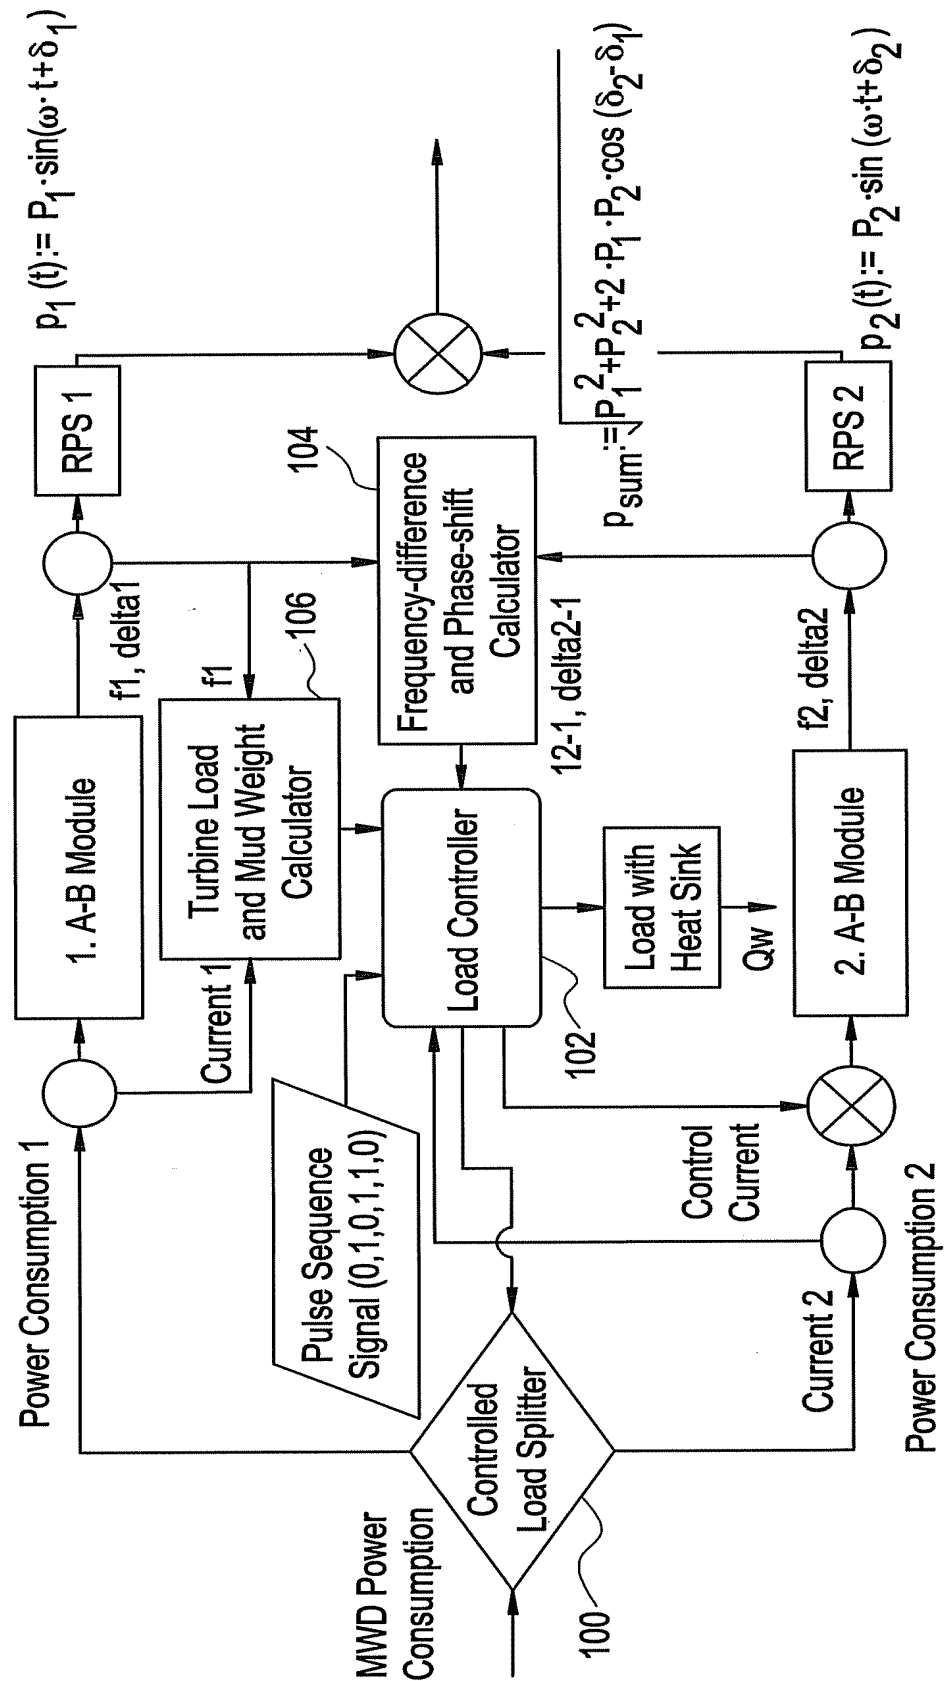 MWD Power
Consumption
Controlled
Load Splitter
100
Power Consumption 1
Pulse Sequence
Signal (0,1,0,1,1,0)
Current 1
1. A-B Module
Turbine Load
and Mud Weight
Calculator
106
f1
f1, delta1
RPS 1
p1 (t):= P1·sin(ω·t+δ1)
Load Controller
102
Frequency-difference
and Phase-shift
Calculator
104
12-1, delta2-1
Load with
Heat Sink
Qw
psum:=P1²+P2²+2·P1·P2·cos (δ2-δ1)
Control
Current
Current 2
Power Consumption 2
2. A-B Module
f2, delta2
RPS 2
p2(t):= P2·sin (ω·t+δ2)